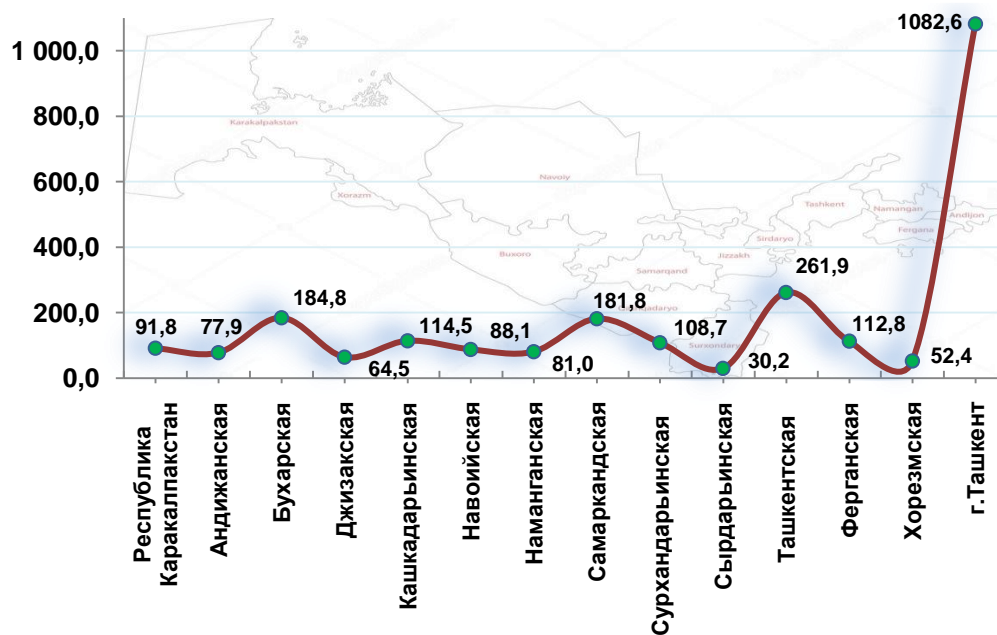 1082,6
1 000,0
800,0
600,0
400,0
200,0
0,0
Karakalpakstan
Xorazm
Navoiy
Buxoro
Samarqand
Jizzakh
Sirdaryo
Tashkent
Namangan
Andijon
Fergana
Surxondaryo
91,8
77,9
184,8
64,5
114,5
88,1
81,0
181,8
108,7
30,2
261,9
112,8
52,4
Республика
Каракалпакстан
Андижанская
Бухарская
Джизакская
Кашкадарьинская
Навоийская
Наманганская
Самаркандская
Сурхандарьинская
Сырдарьинская
Ташкентская
Ферганская
Хорезмская
г.Ташкент